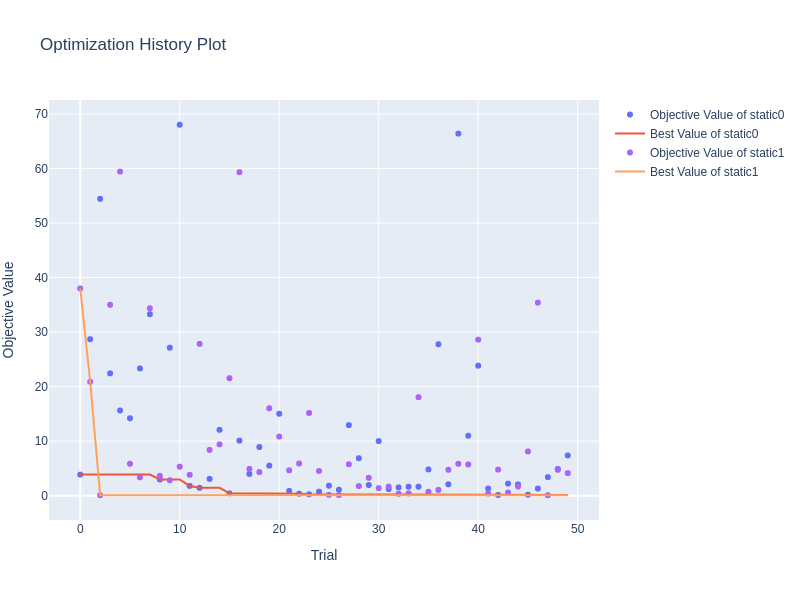 Optimization History Plot
Objective Value of static0
Best Value of static0
Objective Value of static1
Best Value of static1
Objective Value
70
60
50
40
30
20
10
0
0 10 20 30 40 50
Trial